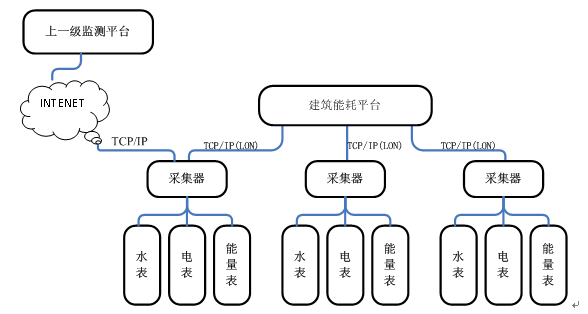 上一级监测平台
INTENET
建筑能耗平台
TCP/IP
TCP/IP(LON)
TCP/IP(LON)
TCP/IP(LON)
采集器
采集器
采集器
水表
电表
能量表
水表
电表
能量表
水表
电表
能量表